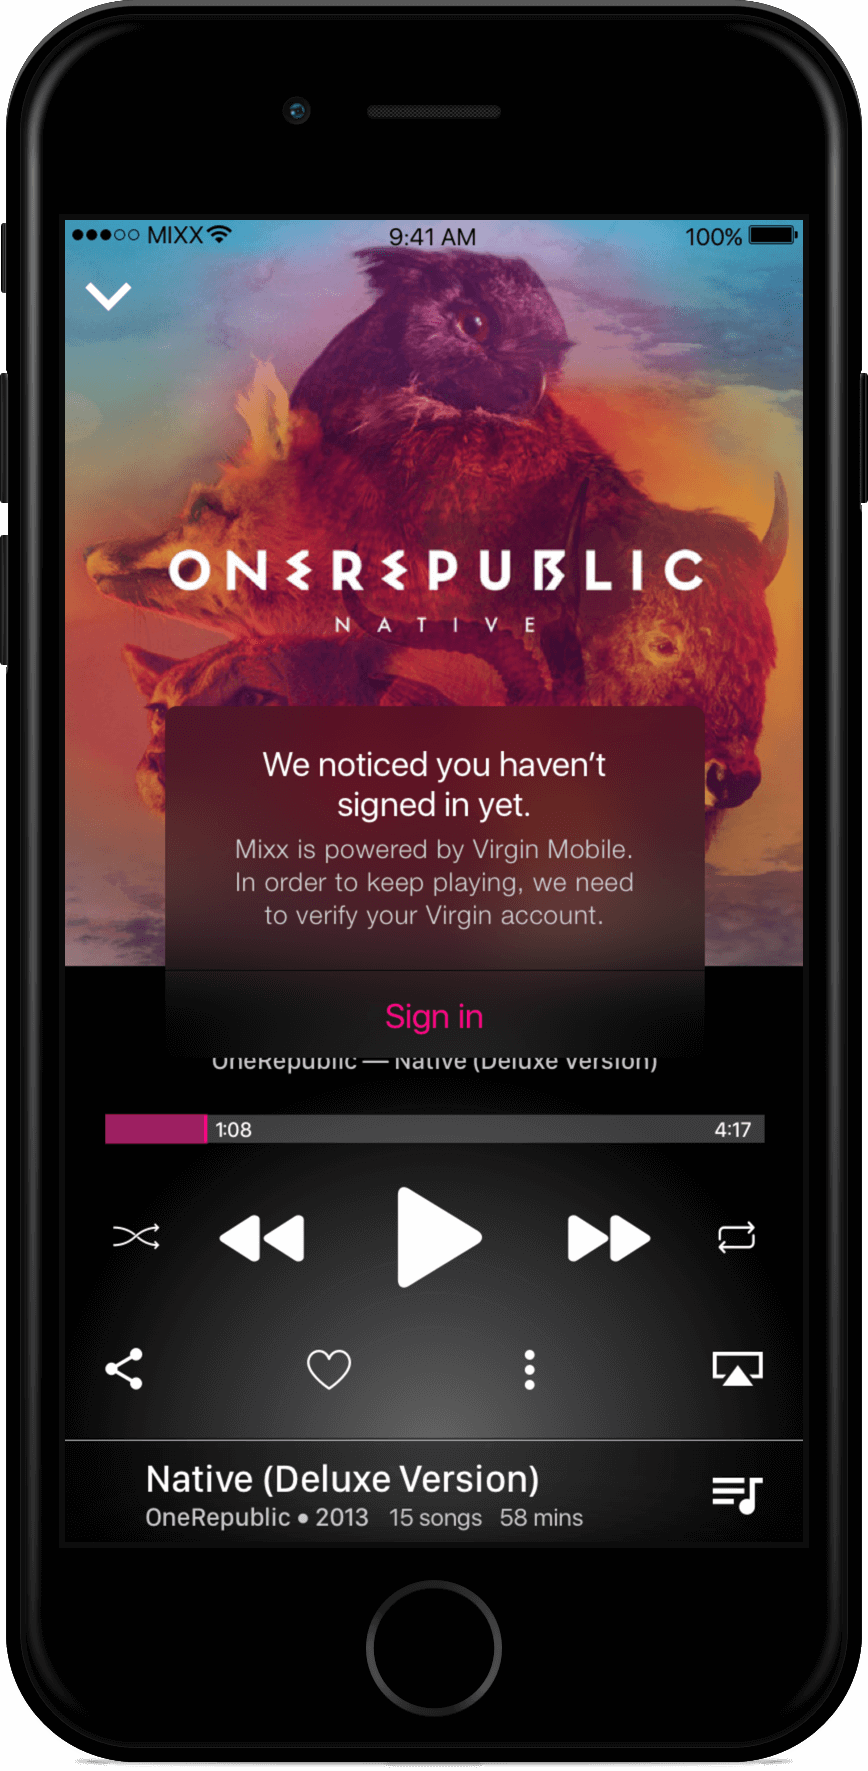 MIXX 9:41 AM 100%
ONEREPUBLIC
NATIVE
We noticed you haven't
signed in yet.
Mixx is powered by Virgin Mobile.
In order to keep playing, we need
to verify your Virgin account.
Sign in
OneRepublic — Native (Deluxe Version)
1:08 4:17
Native (Deluxe Version)
OneRepublic • 2013 15 songs 58 mins